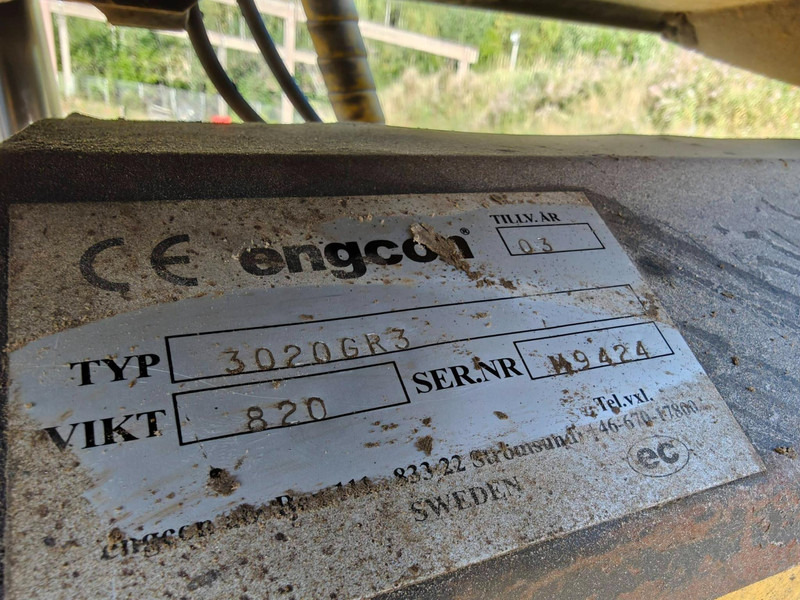 CE engcon® TILLV. ÅR
03
TYP 3020GR3
VIKT 820 SER.NR M9424
Tel.vxl.
engcon 833 22 Strömsund +46-670-17800
SWEDEN ec